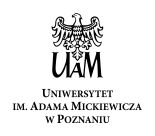 UAM
UNIWERSYTET
IM. ADAMA MICKIEWICZA
W POZNANIU